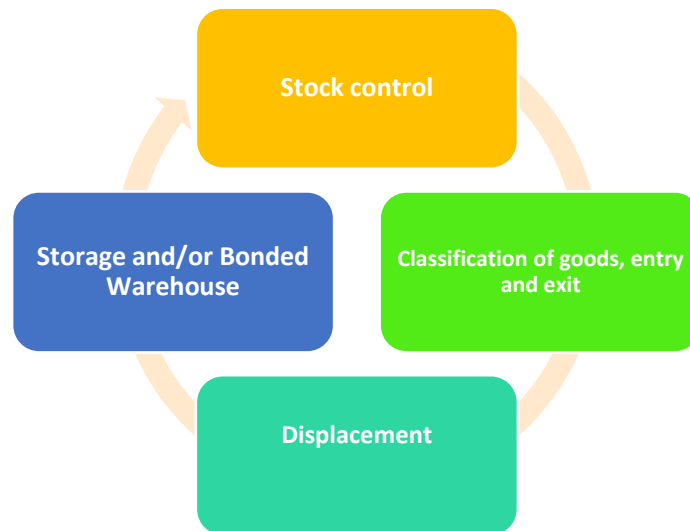 Stock control
Classification of goods, entry
and exit
Displacement
Storage and/or Bonded
Warehouse